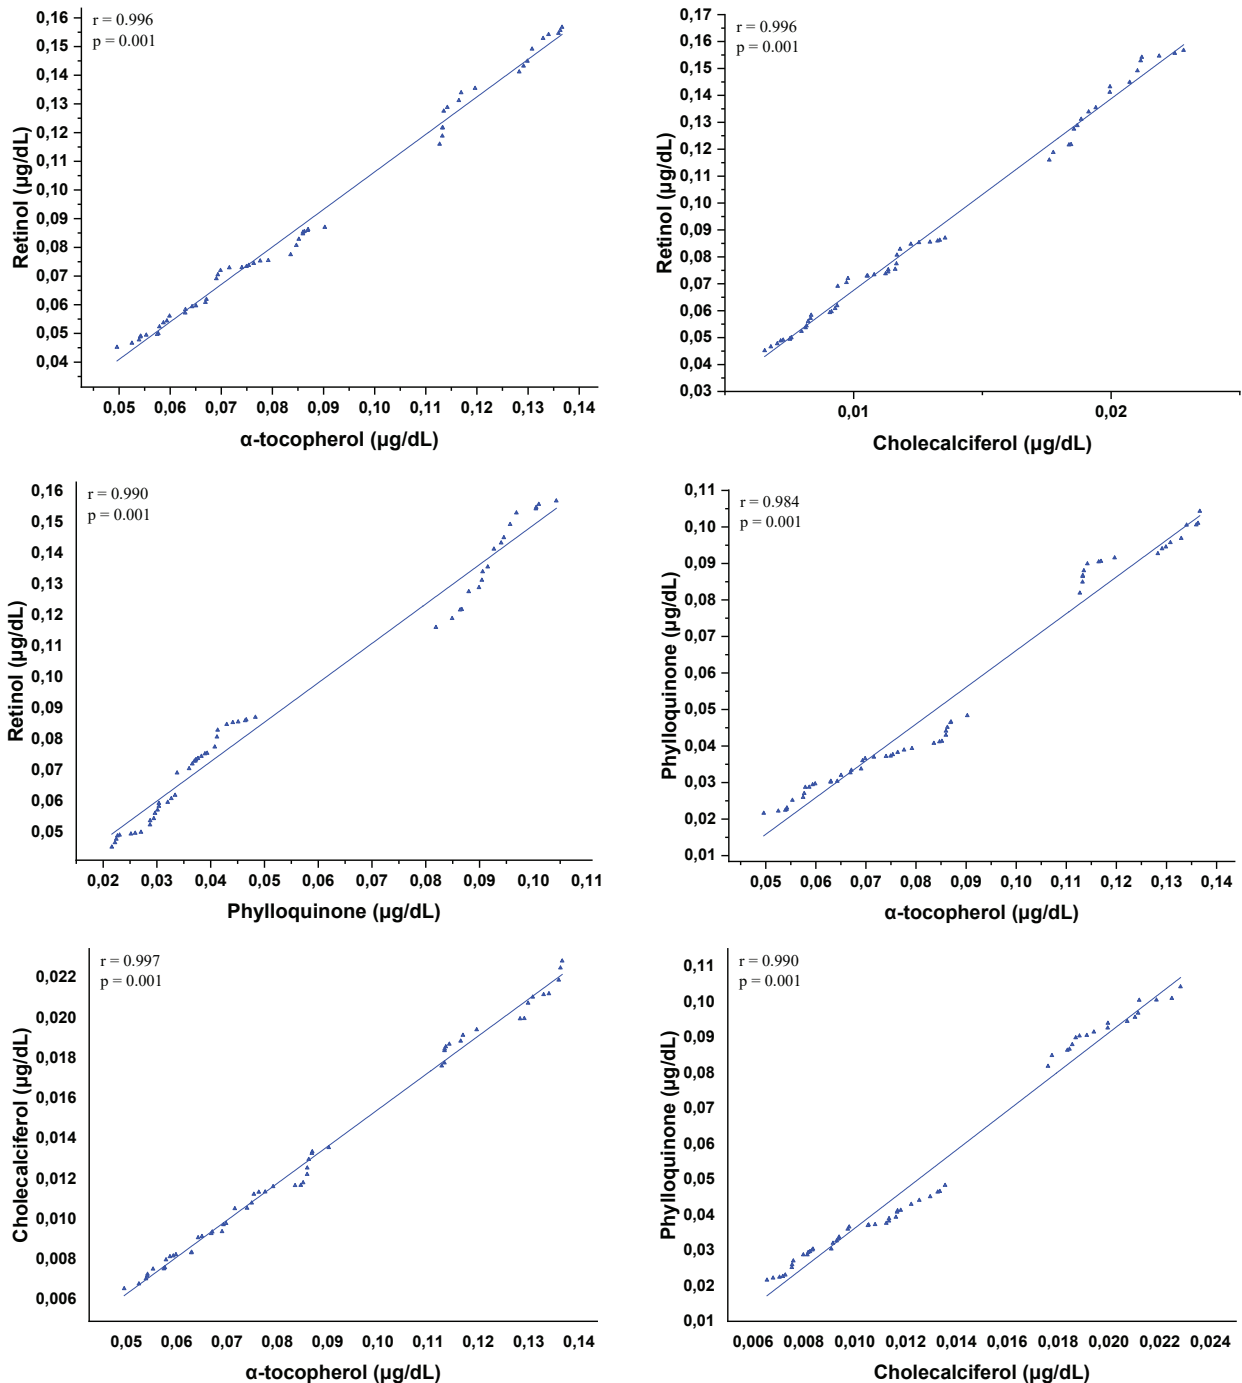 r = 0.996
p = 0.001
0,16
0,15
0,14
0,13
0,12
0,11
0,10
0,09
0,08
0,07
0,06
0,05
0,04
Retinol (µg/dL)
0,05 0,06 0,07 0,08 0,09 0,10 0,11 0,12 0,13 0,14
α-tocopherol (µg/dL)
r = 0.996
p = 0.001
0,17
0,16
0,15
0,14
0,13
0,12
0,11
0,10
0,09
0,08
0,07
0,06
0,05
0,04
0,03
Retinol (µg/dL)
0,01 0,02
Cholecalciferol (µg/dL)
r = 0.990
p = 0.001
0,16
0,15
0,14
0,13
0,12
0,11
0,10
0,09
0,08
0,07
0,06
0,05
Retinol (µg/dL)
0,02 0,03 0,04 0,05 0,06 0,07 0,08 0,09 0,10 0,11
Phylloquinone (µg/dL)
r = 0.984
p = 0.001
0,11
0,10
0,09
0,08
0,07
0,06
0,05
0,04
0,03
0,02
0,01
Phylloquinone (µg/dL)
0,05 0,06 0,07 0,08 0,09 0,10 0,11 0,12 0,13 0,14
α-tocopherol (µg/dL)
r = 0.997
p = 0.001
0,022
0,020
0,018
0,016
0,014
0,012
0,010
0,008
0,006
Cholecalciferol (µg/dL)
0,05 0,06 0,07 0,08 0,09 0,10 0,11 0,12 0,13 0,14
α-tocopherol (µg/dL)
r = 0.990
p = 0.001
0,11
0,10
0,09
0,08
0,07
0,06
0,05
0,04
0,03
0,02
0,01
Phylloquinone (µg/dL)
0,006 0,008 0,010 0,012 0,014 0,016 0,018 0,020 0,022 0,024
Cholecalciferol (µg/dL)